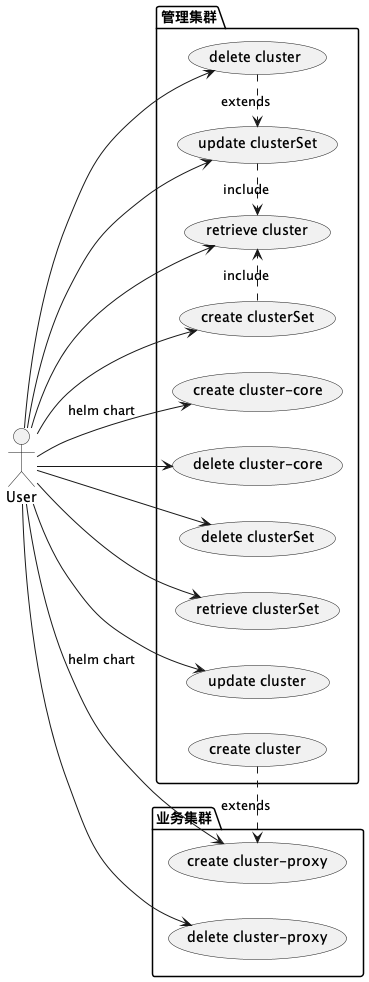 管理集群
delete cluster
extends
update clusterSet
include
retrieve cluster
include
create clusterSet
create cluster-core
helm chart
delete cluster-core
User
delete clusterSet
retrieve clusterSet
helm chart
update cluster
create cluster
extends
业务集群
create cluster-proxy
delete cluster-proxy